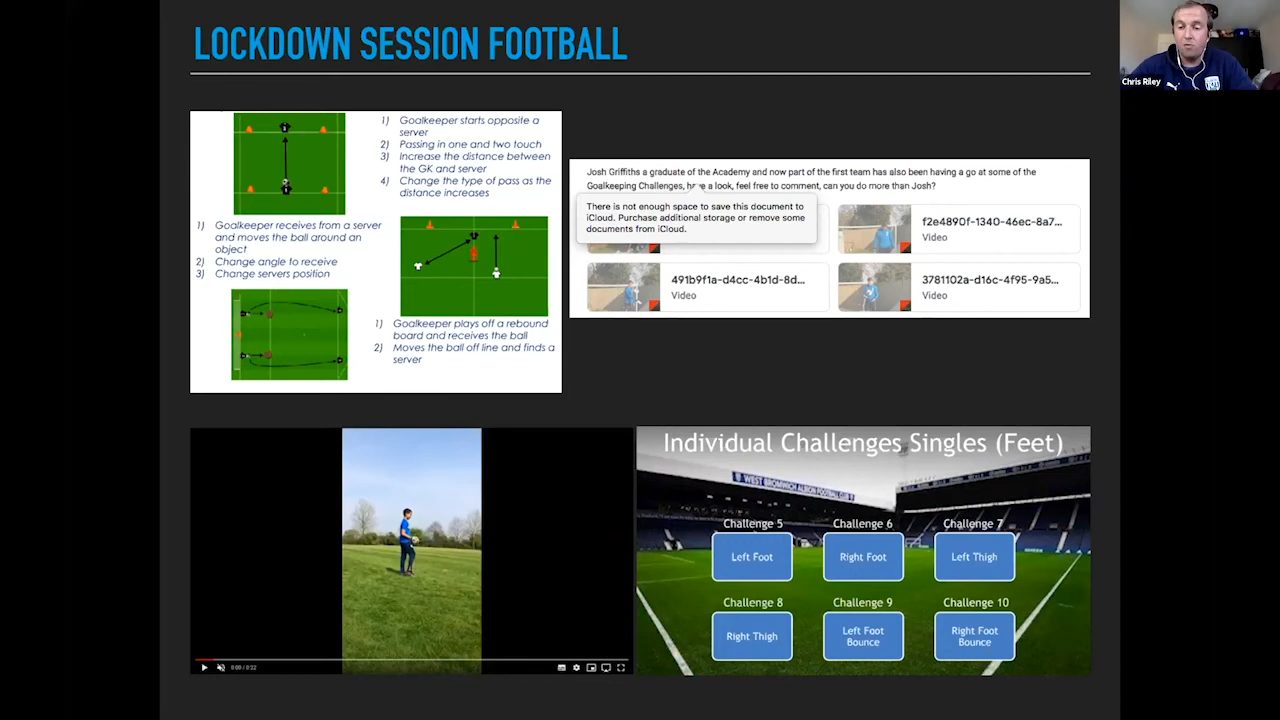 LOCKDOWN SESSION FOOTBALL
Chris Riley
1) Goalkeeper starts opposite a
server
2) Passing in one and two touch
3) Increase the distance between
the GK and server
4) Change the type of pass as the
distance increases
1) Goalkeeper receives from a server
and moves the ball around an
object
2) Change angle to receive
3) Change servers position
1) Goalkeeper plays off a rebound
board and receives the ball
2) Moves the ball off line and finds a
server
Josh Griffiths a graduate of the Academy and now part of the first team has also been having a go at some of the
Goalkeeping Challenges, have a look, feel free to comment, can you do more than Josh?
There is not enough space to save this document to
iCloud. Purchase additional storage or remove some
documents from iCloud.
f2e4890f-1340-46ec-8a7...
Video
491b9f1a-d4cc-4b1d-8d...
Video
3781102a-d16c-4f95-9a5...
Video
0:00 / 0:22
Individual Challenges Singles (Feet)
WEST BROMWICH ALBION FOOTBALL CLUB
Challenge 5
Left Foot
Challenge 6
Right Foot
Challenge 7
Left Thigh
Challenge 8
Right Thigh
Challenge 9
Left Foot
Bounce
Challenge 10
Right Foot
Bounce